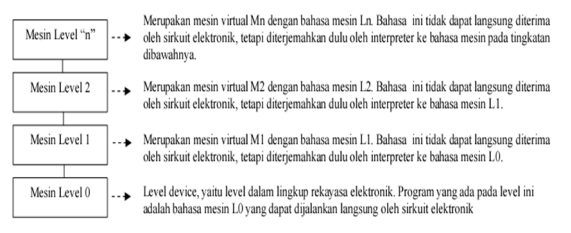 Mesin Level “n”
Merupakan mesin virtual Mn dengan bahasa mesin Ln. Bahasa ini tidak dapat langsung diterima
oleh sirkuit elektronik, tetapi diterjemahkan dulu oleh interpreter ke bahasa mesin pada tingkatan
dibawahnya.
Mesin Level 2
Merupakan mesin virtual M2 dengan bahasa mesin L2. Bahasa ini tidak dapat langsung diterima
oleh sirkuit elektronik, tetapi diterjemahkan dulu oleh interpreter ke bahasa mesin L1.
Mesin Level 1
Merupakan mesin virtual M1 dengan bahasa mesin L1. Bahasa ini tidak dapat langsung diterima
oleh sirkuit elektronik, tetapi diterjemahkan dulu oleh interpreter ke bahasa mesin L0.
Mesin Level 0
Level device, yaitu level dalam lingkup rekayasa elektronik. Program yang ada pada level ini
adalah bahasa mesin L0 yang dapat dijalankan langsung oleh sirkuit elektronik